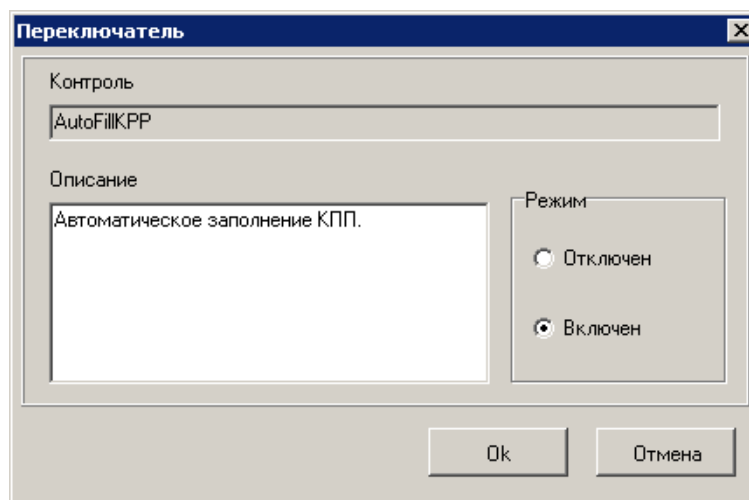 Переключатель
Контроль
AutoFillKPP
Описание
Автоматическое заполнение КПП.
Режим
Отключен
Включен
Ok
Отмена